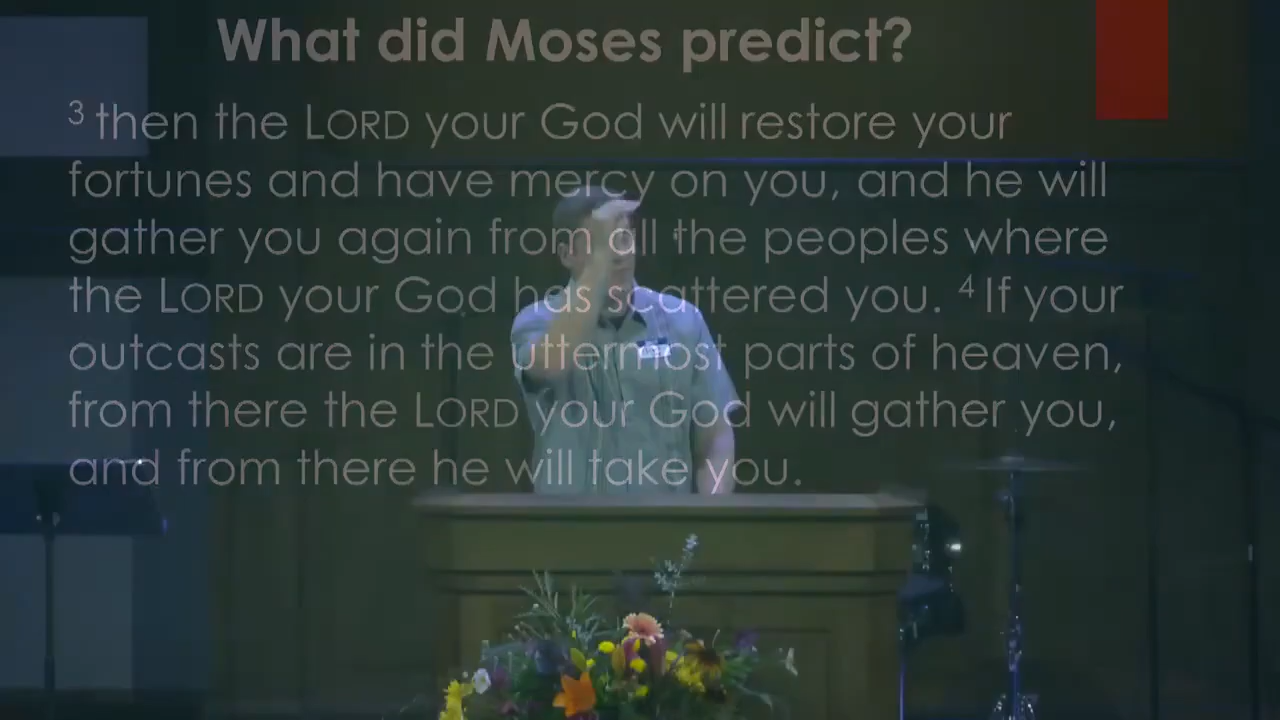 What did Moses predict?
3 then the LORD your God will restore your
fortunes and have mercy on you, and he will
gather you again from all the peoples where
the LORD your God has scattered you. 4 If your
outcasts are in the uttermost parts of heaven,
from there the LORD your God will gather you,
and from there he will take you.